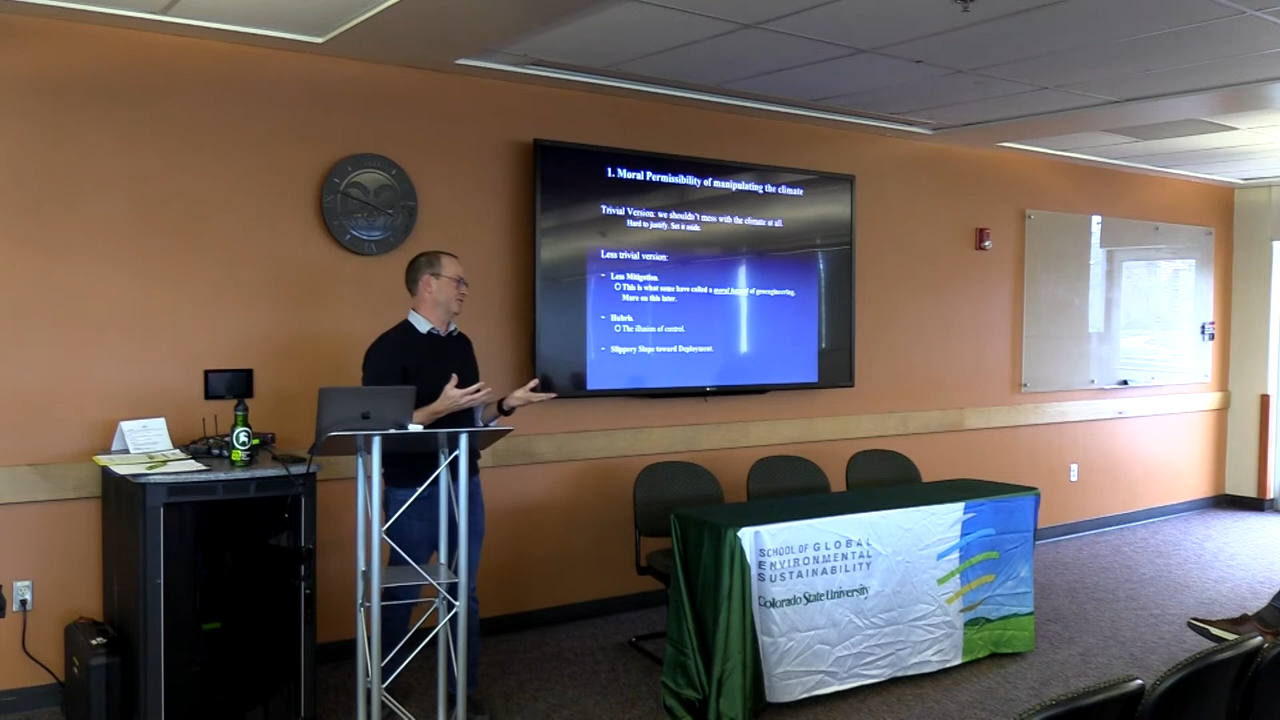 1. Moral Permissibility of manipulating the climate
Trivial Version: we shouldn't mess with the climate at all.
Hard to justify. Set it aside.
Less trivial version:
- Less Mitigation.
O This is what some have called a moral hazard of geoengineering.
More on this later.
- Hubris.
O The illusion of control.
- Slippery Slope toward Deployment.
SCHOOL OF GLOBAL
ENVIRONMENTAL
SUSTAINABILITY
Colorado State University